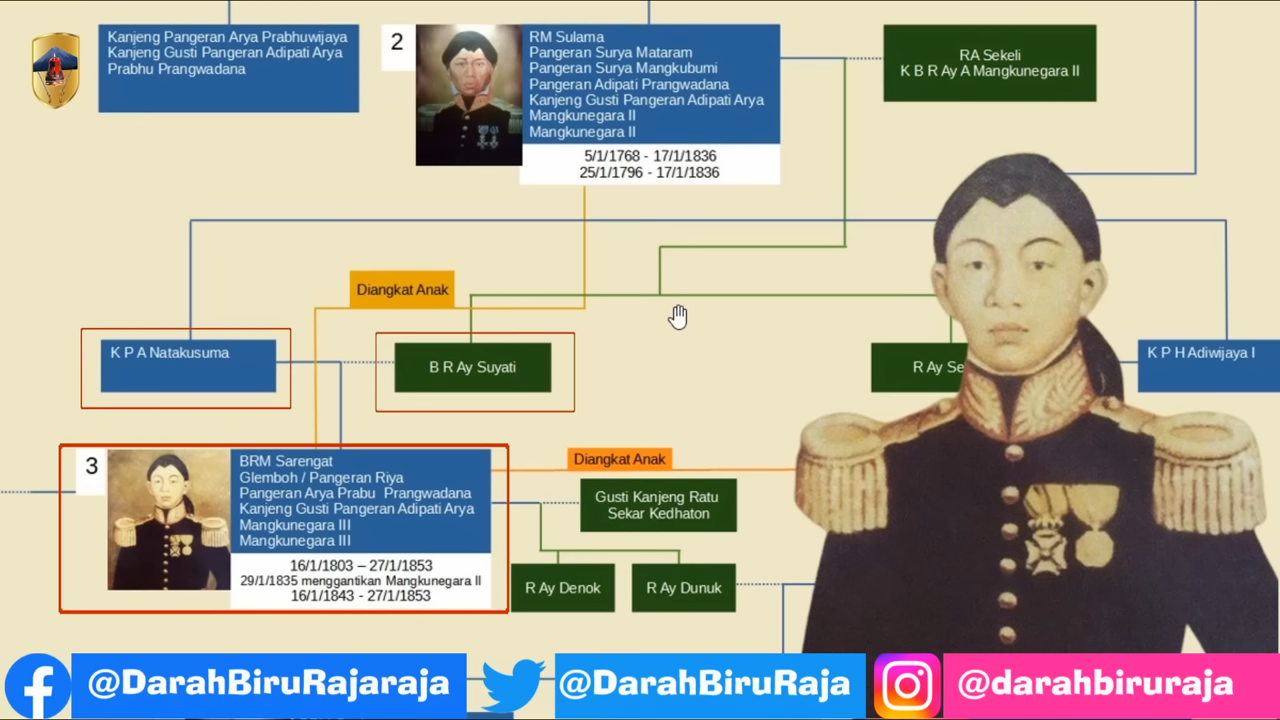 Kanjeng Pangeran Arya Prabhuwijaya
Kanjeng Gusti Pangeran Adipati Arya
Prabhu Prangwadana
2
RM Sulama
Pangeran Surya Mataram
Pangeran Surya Mangkubumi
Pangeran Adipati Prangwadana
Kanjeng Gusti Pangeran Adipati Arya
Mangkunegara II
Mangkunegara II
5/1/1768 - 17/1/1836
25/1/1796 - 17/1/1836
RA Sekeli
K B R Ay A Mangkunegara II
Diangkat Anak
K P A Natakusuma
B R Ay Suyati
R Ay Se
K P H Adiwijaya I
3
BRM Sarengat
Glemboh / Pangeran Riya
Pangeran Arya Prabu Prangwadana
Kanjeng Gusti Pangeran Adipati Arya
Mangkunegara III
Mangkunegara III
16/1/1803 – 27/1/1853
29/1/1835 menggantikan Mangkunegara II
16/1/1843 - 27/1/1853
Diangkat Anak
Gusti Kanjeng Ratu
Sekar Kedhaton
R Ay Denok
R Ay Dunuk
@DarahBiruRajaraja
@DarahBiruRaja
@darahbiruraja